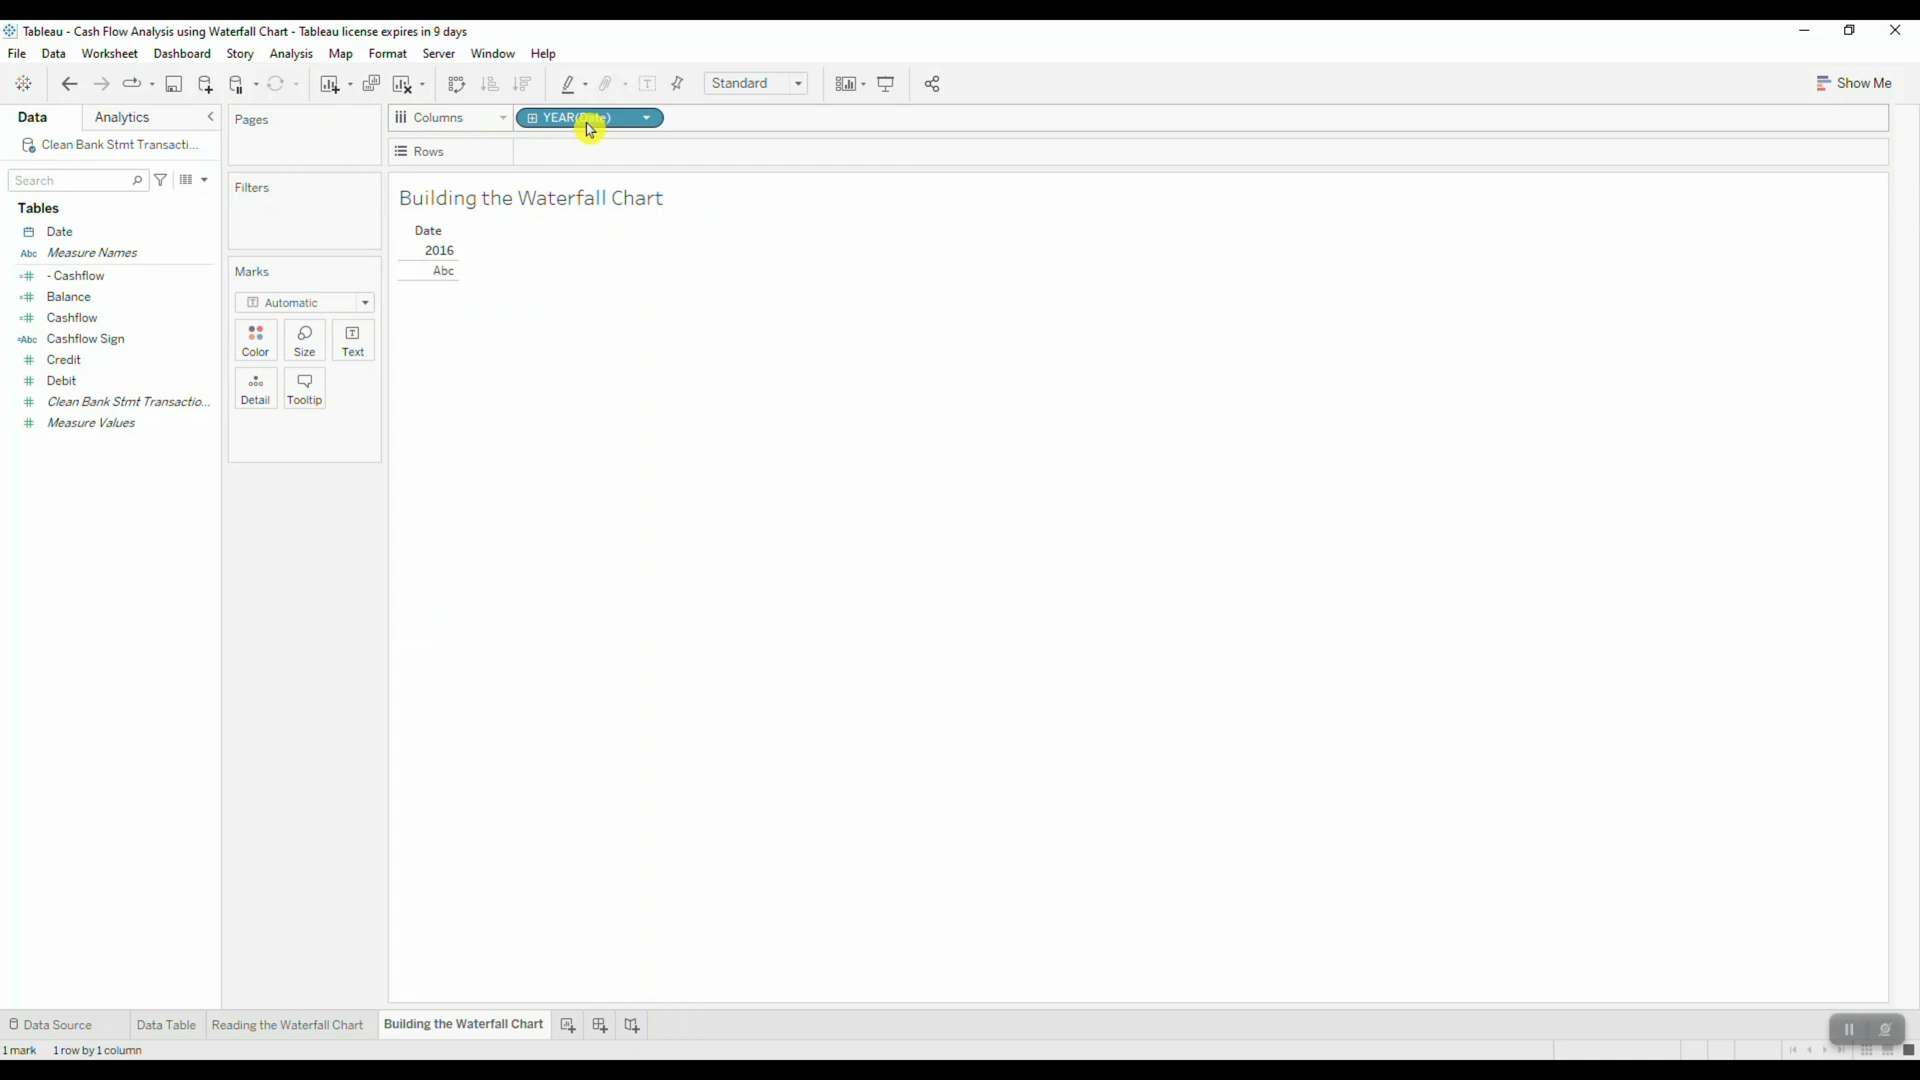 Tableau - Cash Flow Analysis using Waterfall Chart - Tableau license expires in 9 days
File Data Worksheet Dashboard Story Analysis Map Format Server Window Help
Standard
Show Me
Data Analytics
Pages
Columns
YEAR(Date)
Clean Bank Stmt Transacti...
Rows
Search
Filters
Building the Waterfall Chart
Tables
Date
Abc Measure Names
- Cashflow
Balance
Cashflow
Abc Cashflow Sign
Credit
Debit
Clean Bank Stmt Transactio...
Measure Values
Marks
Automatic
Color Size Text
Detail Tooltip
Date
2016
Abc
Data Source Data Table Reading the Waterfall Chart Building the Waterfall Chart
1 mark 1 row by 1 column